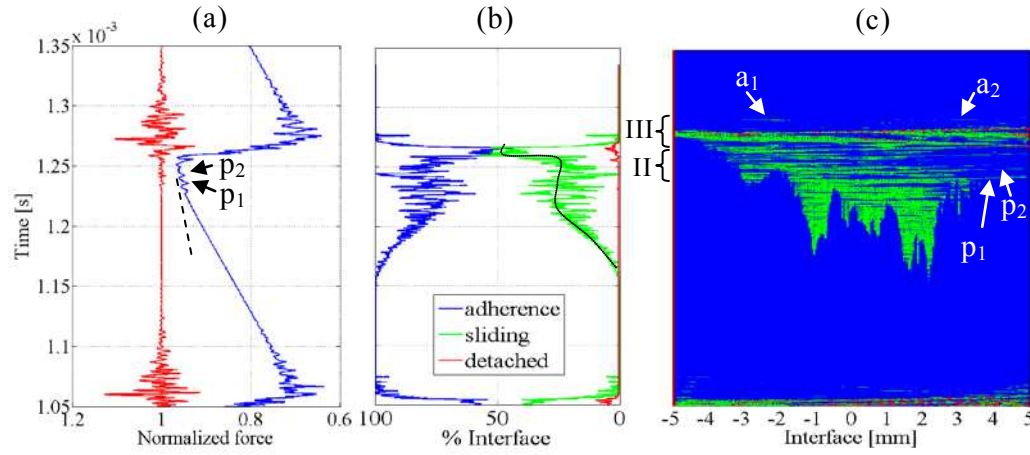 (a)
(b)
(c)
×10⁻³
1.35
1.3
1.25
1.2
1.15
1.1
1.05
Time [s]
p₂
p₁
1
0.8
0.6
Normalized force
adherence
sliding
detached
100
50
0
% Interface
III
II
a₁
a₂
p₂
p₁
-5
-4
-3
-2
-1
0
1
2
3
4
5
Interface [mm]